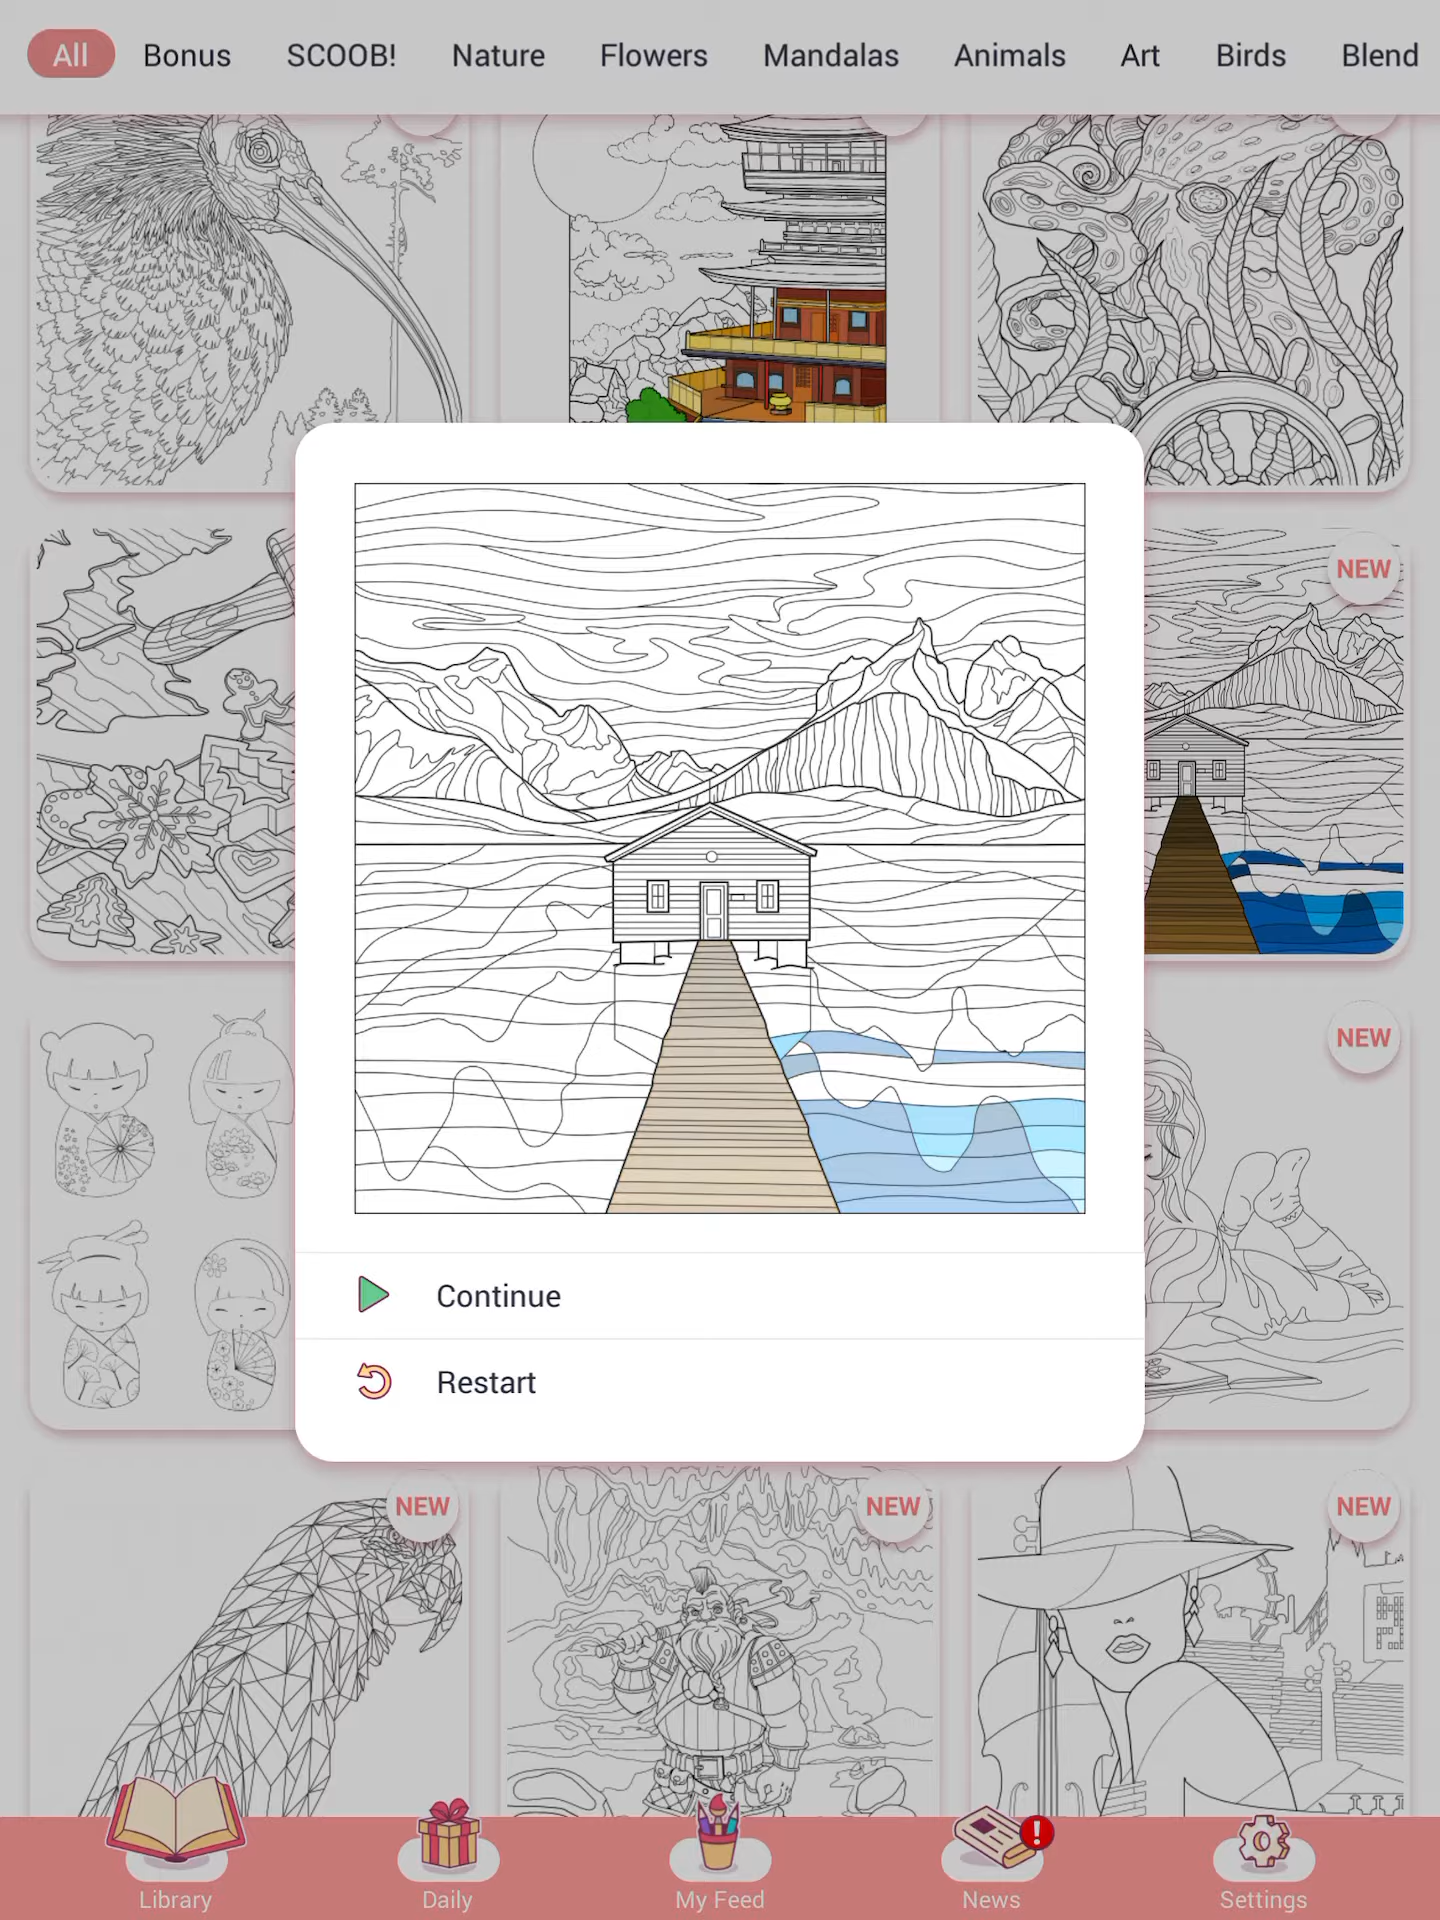 All Bonus SCOOB! Nature Flowers Mandalas Animals Art Birds Blend
NEW
NEW
Continue
Restart
NEW NEW NEW
Library Daily My Feed News Settings